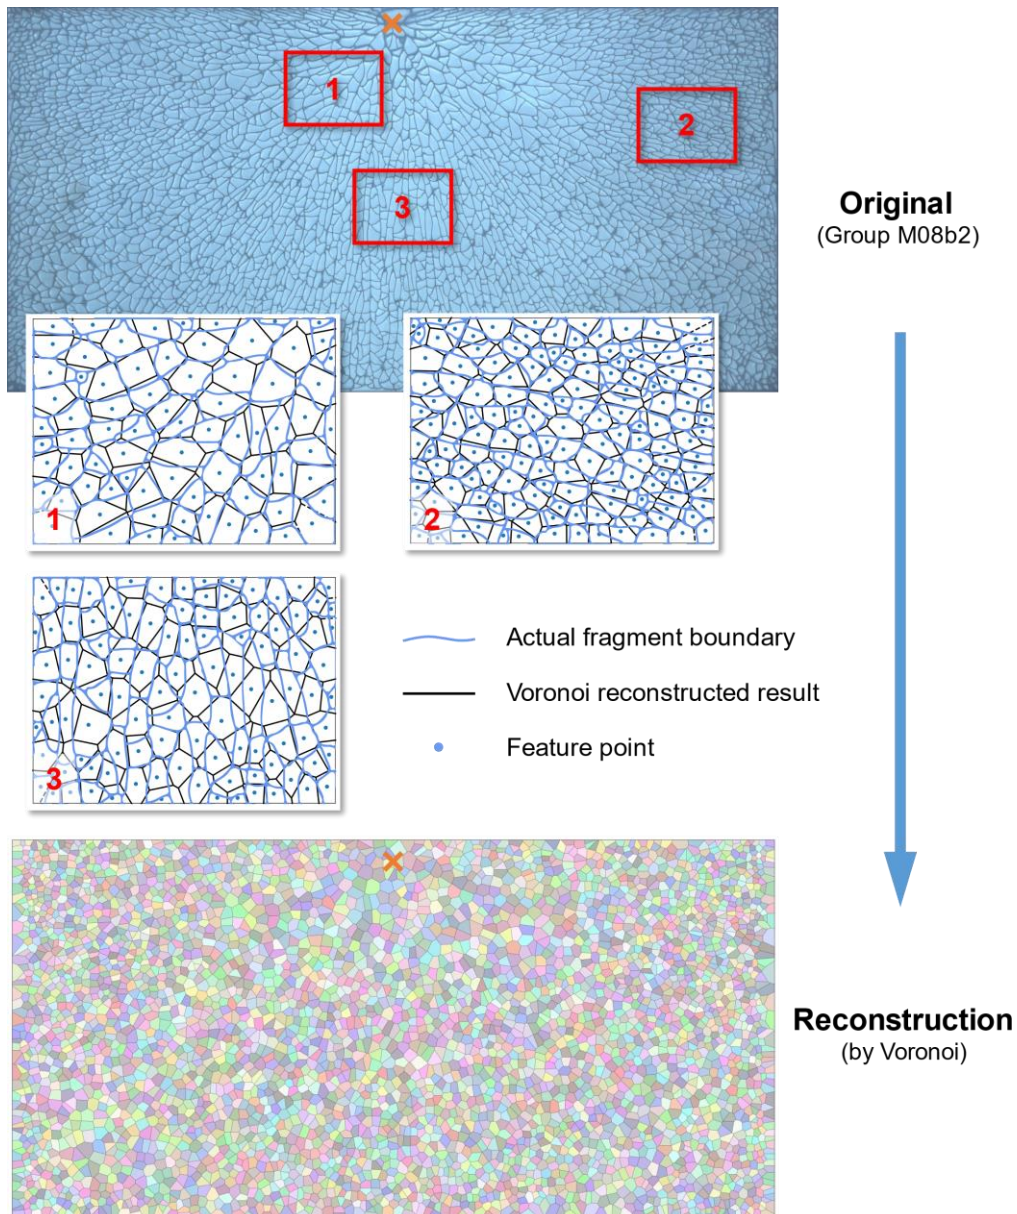 1
2
3
Original
(Group M08b2)
1
2
3
Actual fragment boundary
Voronoi reconstructed result
Feature point
Reconstruction
(by Voronoi)